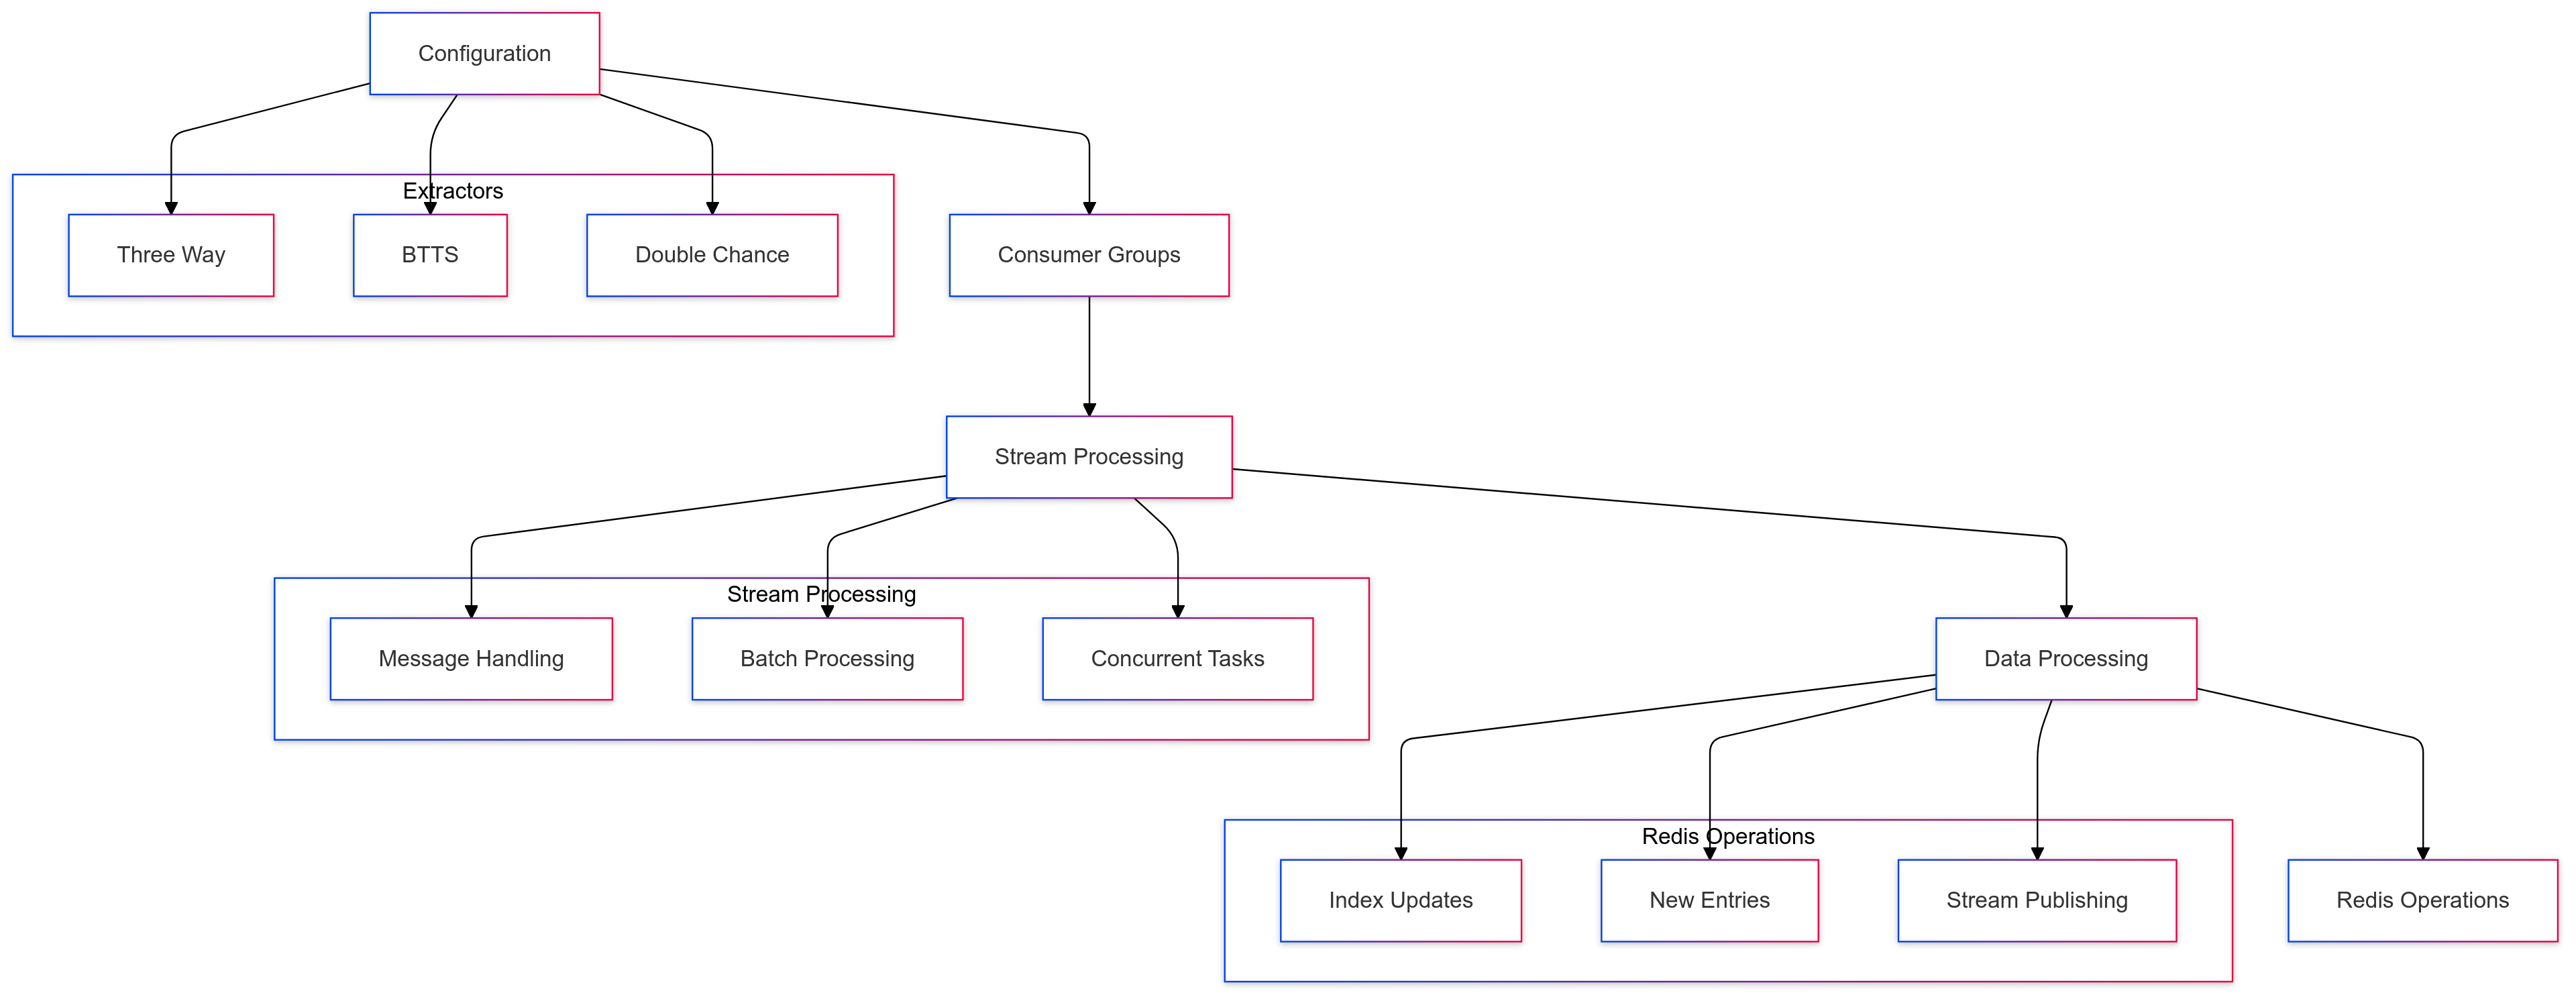 Configuration
Extractors
Three Way
BTTS
Double Chance
Consumer Groups
Stream Processing
Stream Processing
Message Handling
Batch Processing
Concurrent Tasks
Data Processing
Redis Operations
Index Updates
New Entries
Stream Publishing
Redis Operations